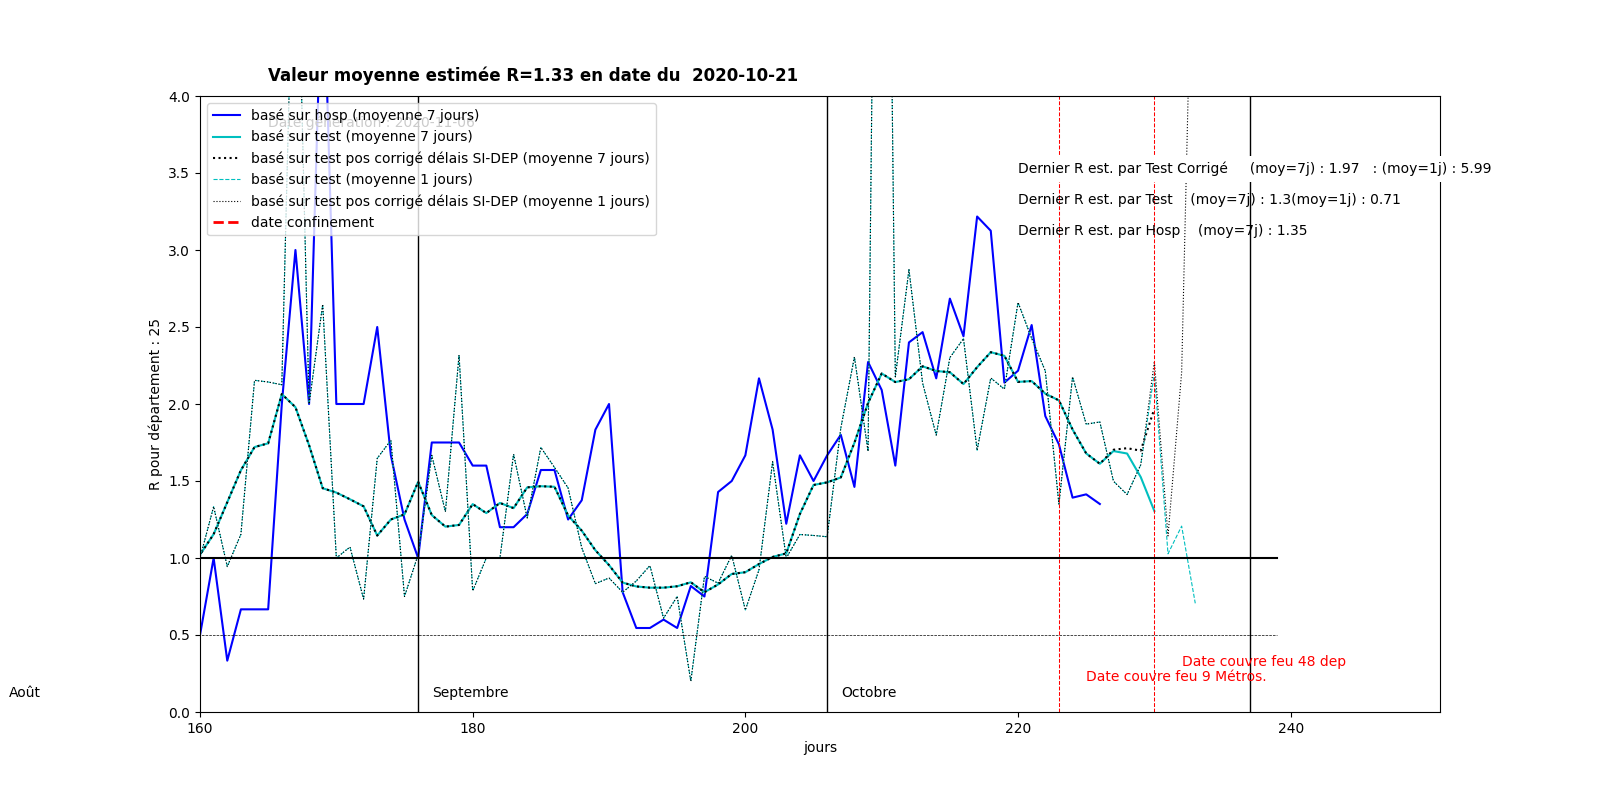 Valeur moyenne estimée R=1.33 en date du  2020-10-21
Date génération : 2020-11-06
basé sur hosp (moyenne 7 jours)
basé sur test (moyenne 7 jours)
basé sur test pos corrigé délais SI-DEP (moyenne 7 jours)
basé sur test (moyenne 1 jours)
basé sur test pos corrigé délais SI-DEP (moyenne 1 jours)
date confinement
Dernier R est. par Test Corrigé     (moy=7j) : 1.97   : (moy=1j) : 5.99
Dernier R est. par Test    (moy=7j) : 1.3(moy=1j) : 0.71
Dernier R est. par Hosp    (moy=7j) : 1.35
4.0
3.5
3.0
2.5
2.0
1.5
1.0
0.5
0.0
R pour département : 25
Date couvre feu 48 dep
Date couvre feu 9 Métros.
Août
Septembre
Octobre
160
180
200
220
240
jours